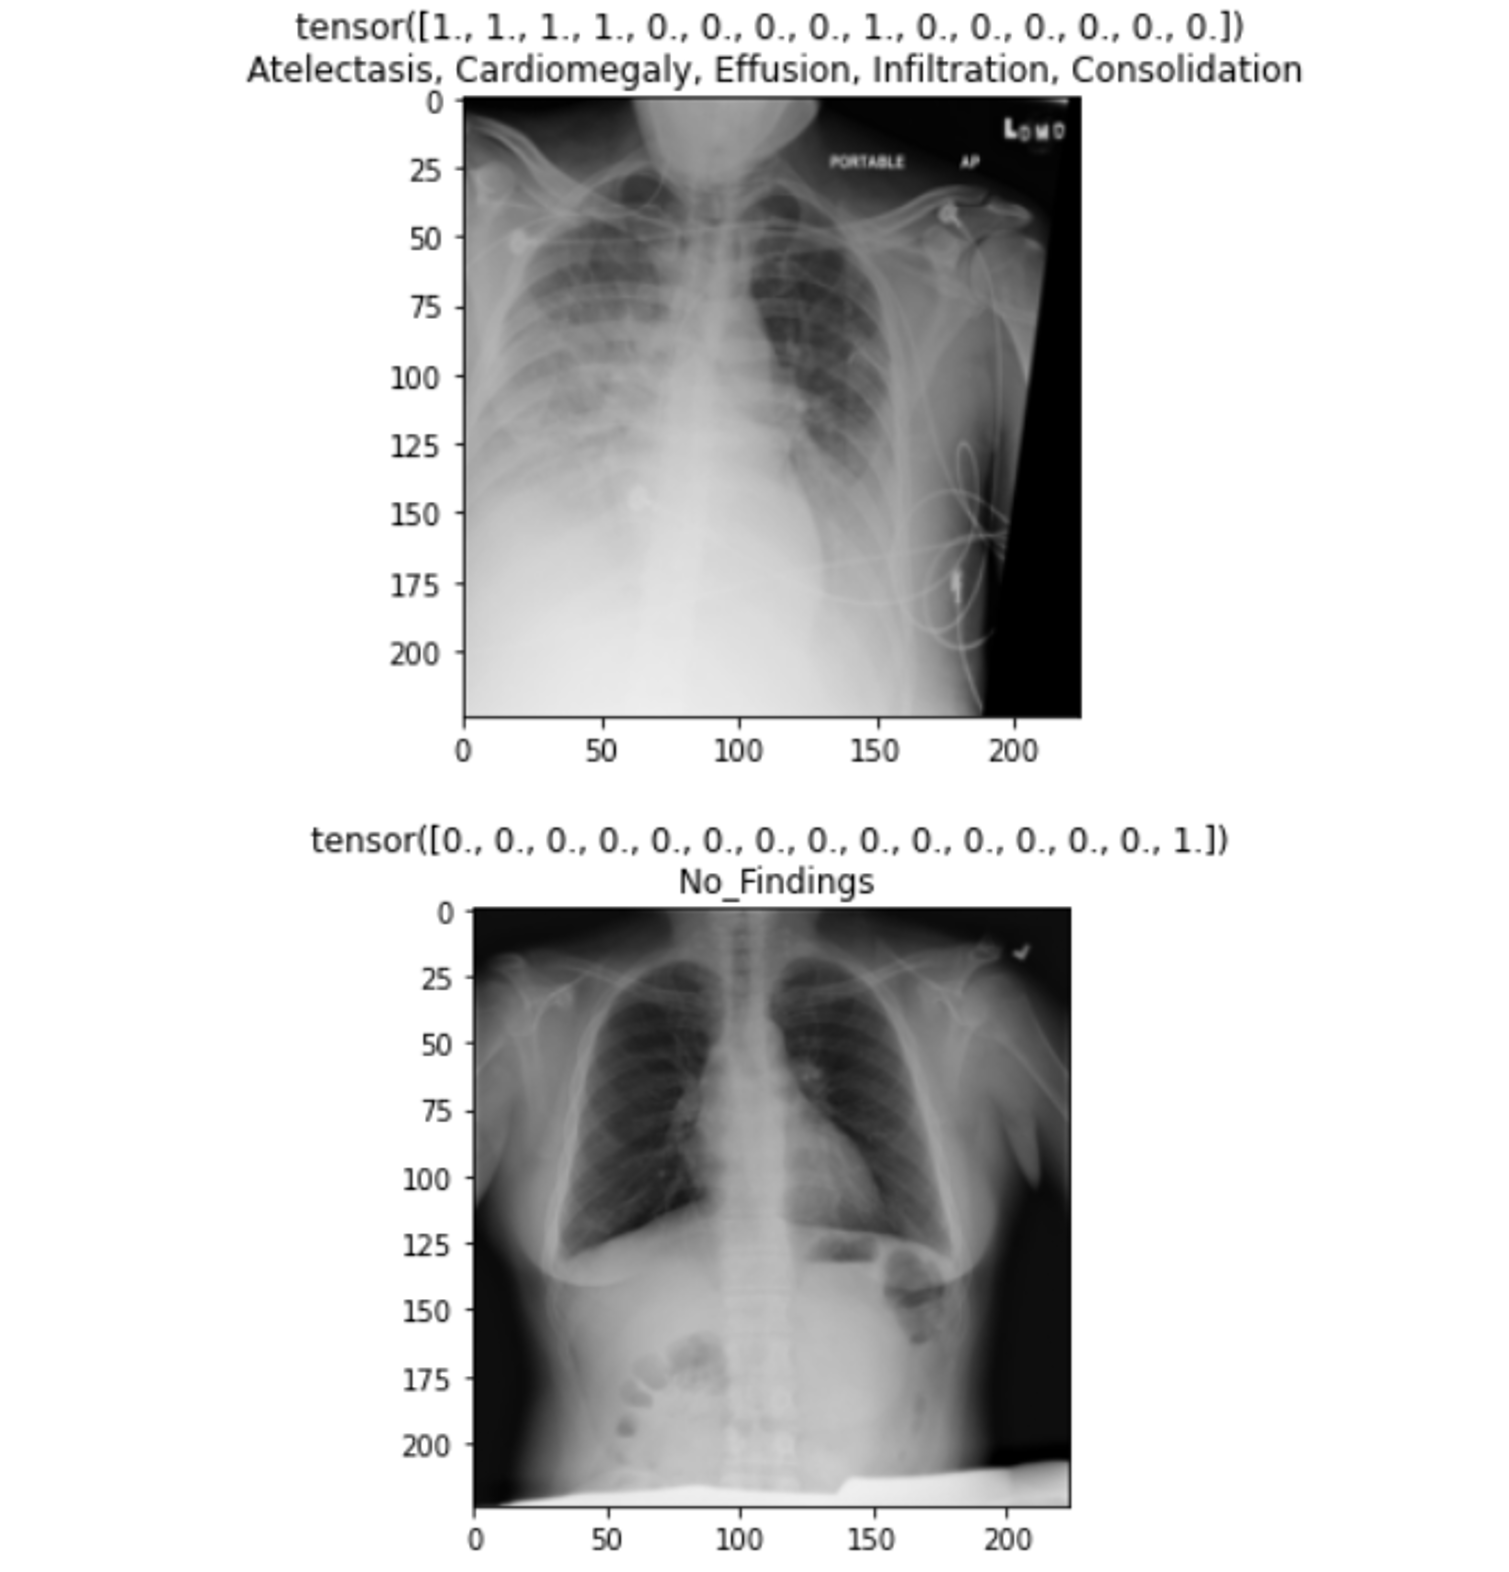 tensor([1., 1., 1., 1., 0., 0., 0., 0., 1., 0., 0., 0., 0., 0., 0.])
Atelectasis, Cardiomegaly, Effusion, Infiltration, Consolidation
0
25
50
75
100
125
150
175
200
PORTABLE AP
0 50 100 150 200
tensor([0., 0., 0., 0., 0., 0., 0., 0., 0., 0., 0., 0., 0., 0., 1.])
No_Findings
0
25
50
75
100
125
150
175
200
0 50 100 150 200